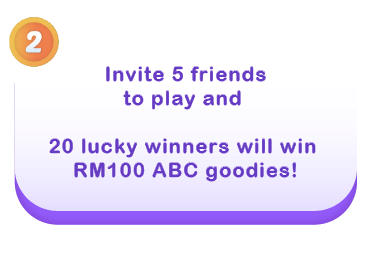 2
Invite 5 friends
to play and
20 lucky winners will win
RM100 ABC goodies!